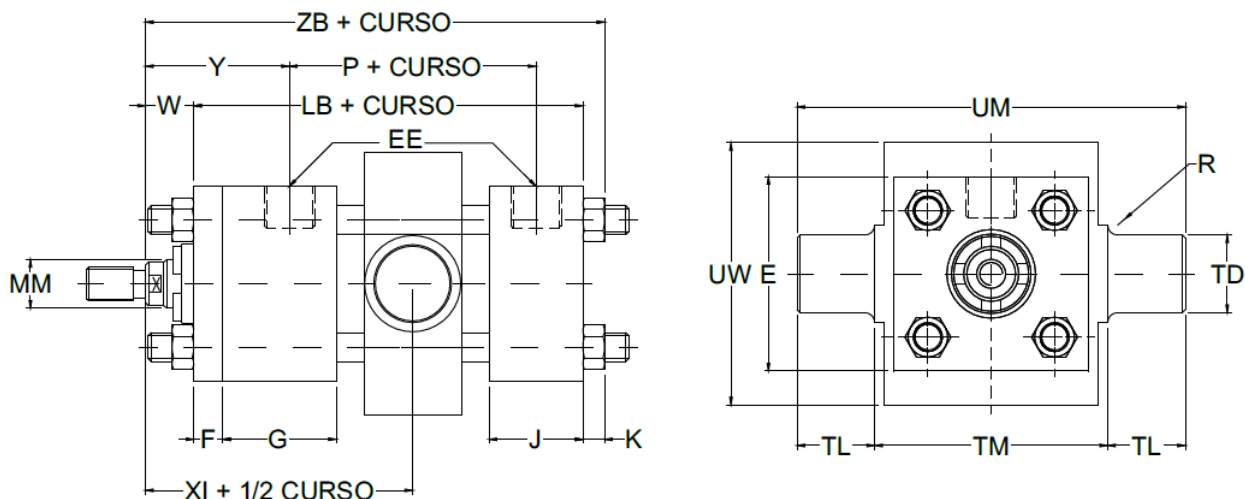 ZB + CURSO
Y
P + CURSO
W
LB + CURSO
EE
MM
F
G
J
K
XI + 1/2 CURSO
UM
R
UW
E
TD
TL
TM
TL